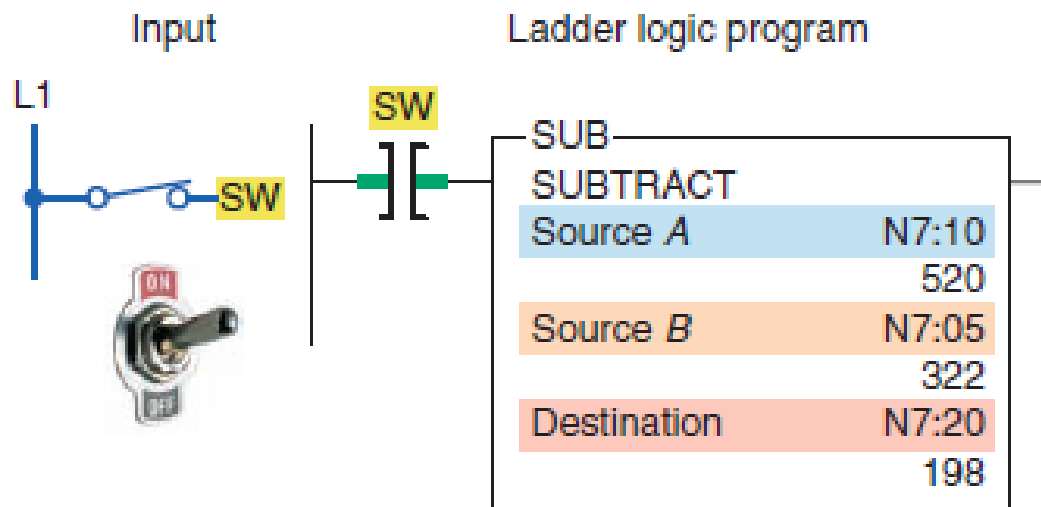 Input
Ladder logic program
L1
SW
SW
ON
OFF
SUB
SUBTRACT
Source A N7:10
520
Source B N7:05
322
Destination N7:20
198